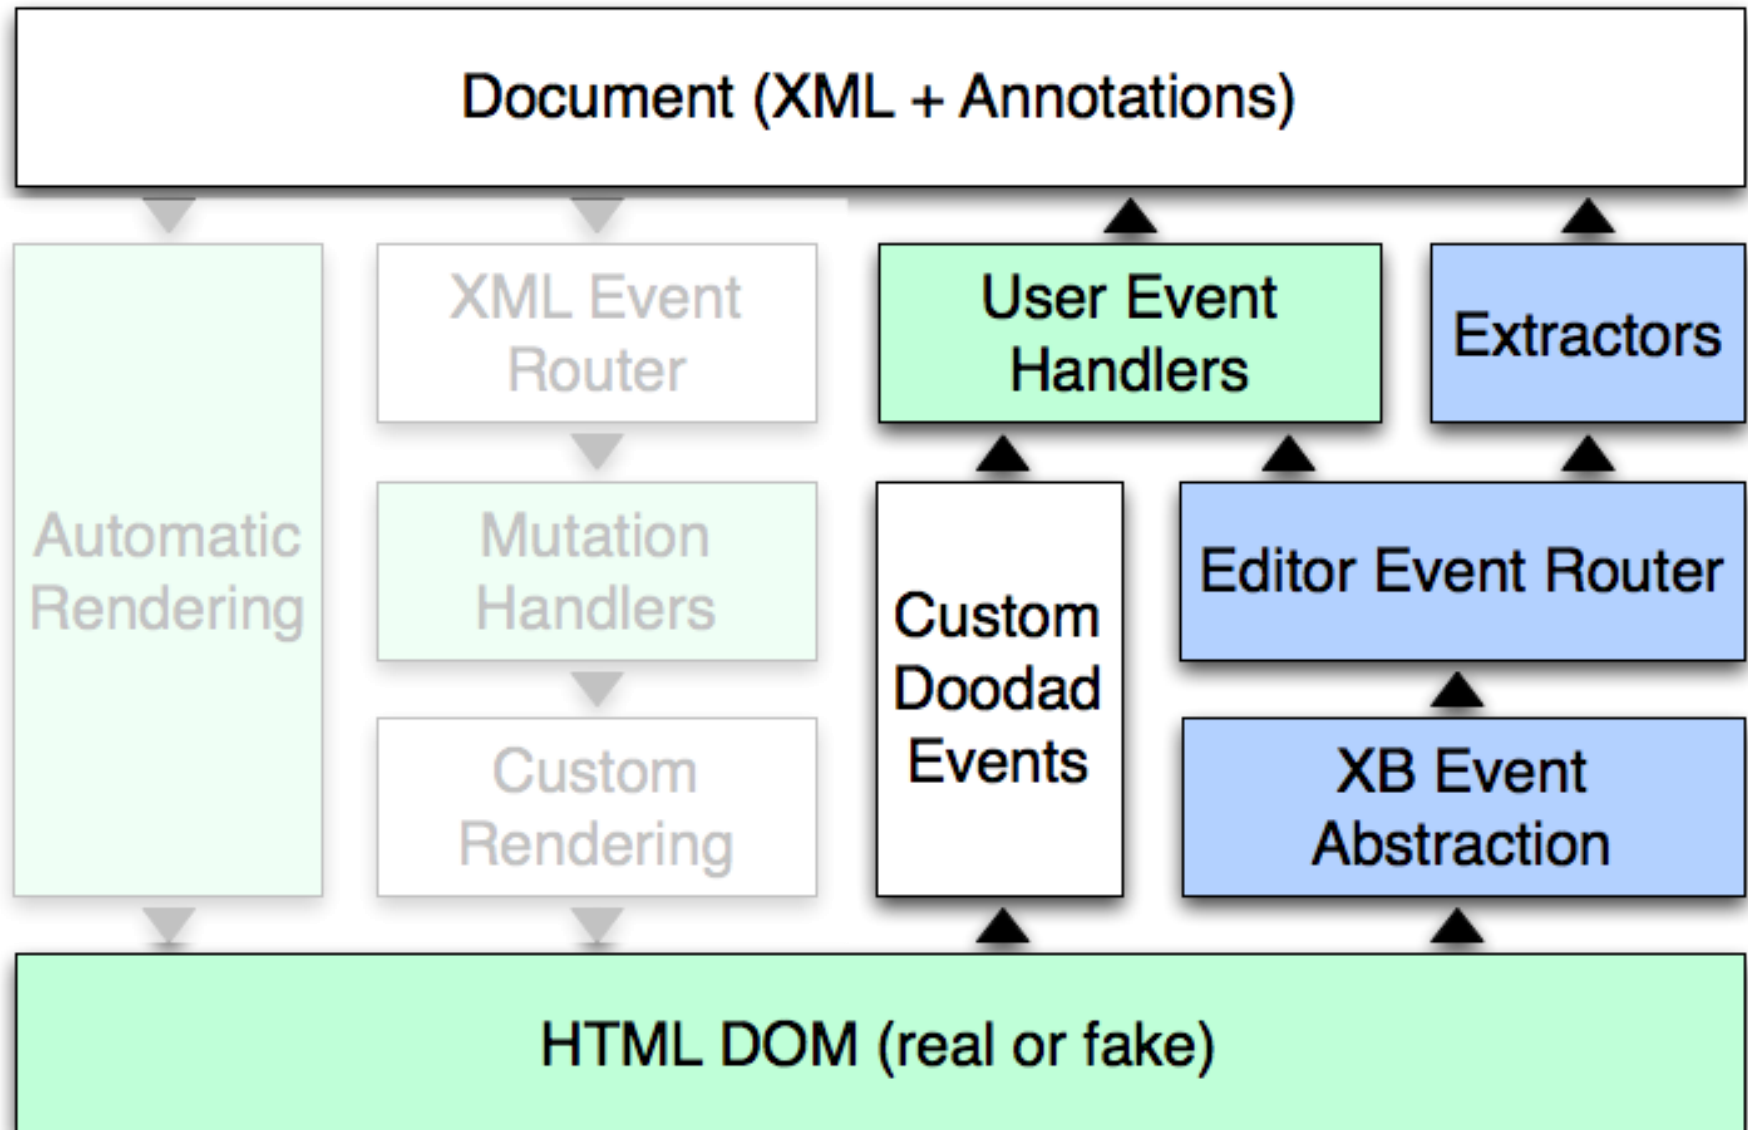 Document (XML + Annotations)
Automatic
Rendering
XML Event
Router
Mutation
Handlers
Custom
Rendering
User Event
Handlers
Extractors
Custom
Doodad
Events
Editor Event Router
XB Event
Abstraction
HTML DOM (real or fake)